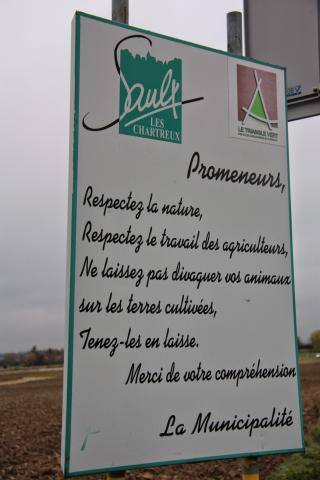 Saulx
LES
CHARTREUX
LE TRIANGLE VERT
Promeneurs,
Respectez la nature,
Respectez le travail des agriculteurs,
Ne laissez pas divaguer vos animaux
sur les terres cultivées,
Tenez-les en laisse.
Merci de votre compréhension
La Municipalité